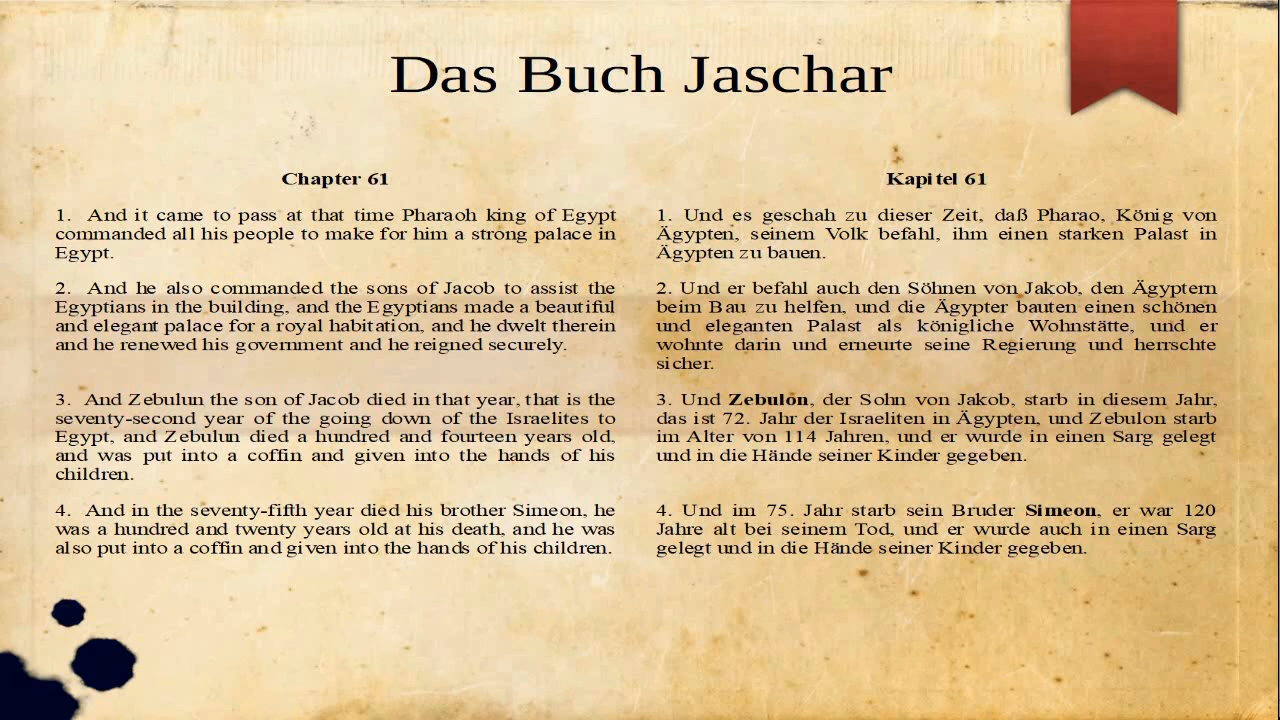 Das Buch Jaschar
Chapter 61
1. And it came to pass at that time Pharaoh king of Egypt
commanded all his people to make for him a strong palace in
Egypt.
2. And he also commanded the sons of Jacob to assist the
Egyptians in the building, and the Egyptians made a beautiful
and elegant palace for a royal habitation, and he dwelt therein
and he renewed his government and he reigned securely.
3. And Zebulun the son of Jacob died in that year, that is the
seventy-second year of the going down of the Israelites to
Egypt, and Zebulun died a hundred and fourteen years old,
and was put into a coffin and given into the hands of his
children.
4. And in the seventy-fifth year died his brother Simeon, he
was a hundred and twenty years old at his death, and he was
also put into a coffin and given into the hands of his children.
Kapitel 61
1. Und es geschah zu dieser Zeit, daß Pharao, König von
Ägypten, seinem Volk befahl, ihm einen starken Palast in
Ägypten zu bauen.
2. Und er befahl auch den Söhnen von Jakob, den Ägyptern
beim Bau zu helfen, und die Ägypter bauten einen schönen
und eleganten Palast als königliche Wohnstätte, und er
wohnte darin und erneurte seine Regierung und herrschte
sicher.
3. Und Zebulon, der Sohn von Jakob, starb in diesem Jahr,
das ist 72. Jahr der Israeliten in Ägypten, und Zebulon starb
im Alter von 114 Jahren, und er wurde in einen Sarg gelegt
und in die Hände seiner Kinder gegeben.
4. Und im 75. Jahr starb sein Bruder Simeon, er war 120
Jahre alt bei seinem Tod, und er wurde auch in einen Sarg
gelegt und in die Hände seiner Kinder gegeben.